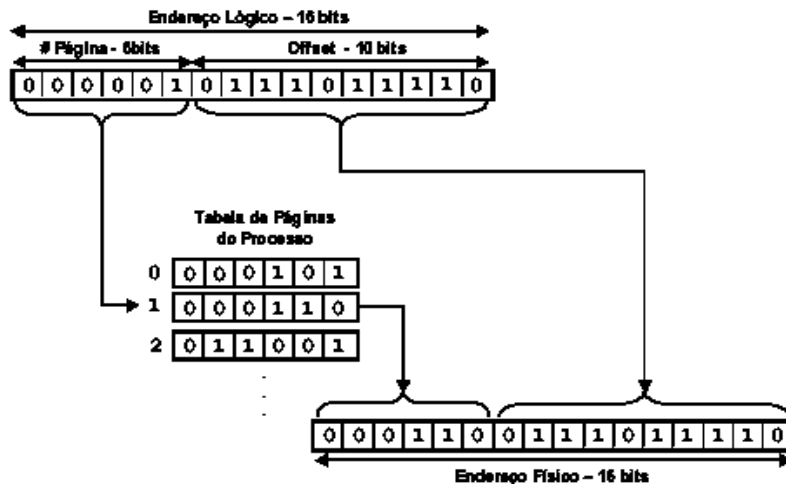 Endereço Lógico – 16 bits
# Página - 6bits
Offset - 10 bits
0 0 0 0 0 1 0 1 1 1 0 1 1 1 1 0
Tabela de Páginas
do Processo
0 0 0 0 1 0 1
1 0 0 0 1 1 0
2 0 1 1 0 0 1
0 0 0 1 1 0 0 1 1 1 0 1 1 1 1 0
Endereço Físico – 16 bits